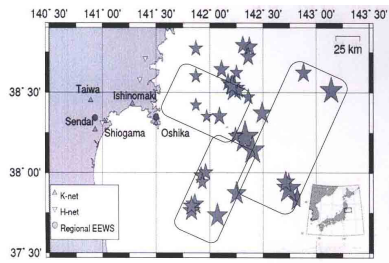 140˚ 30' 141˚ 00' 141˚ 30' 142˚ 00' 142˚ 30' 143˚ 00' 143˚ 30'
25 km
38˚ 30'
Taiwa
Ishinomaki
Sendai
Shiogama
Oshika
38˚ 00'
K-net
H-net
Regional EEWS
37˚ 30'